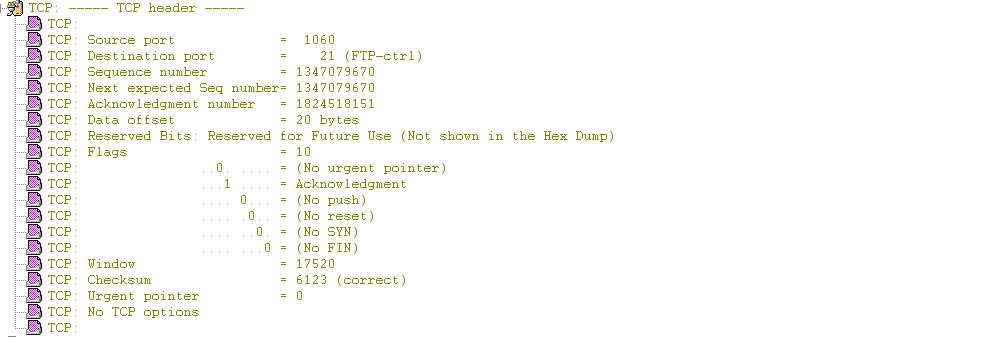 TCP: ----- TCP header -----
TCP:
TCP: Source port = 1060
TCP: Destination port = 21 (FTP-ctrl)
TCP: Sequence number = 1347079670
TCP: Next expected Seq number= 1347079670
TCP: Acknowledgment number = 1824518151
TCP: Data offset = 20 bytes
TCP: Reserved Bits: Reserved for Future Use (Not shown in the Hex Dump)
TCP: Flags = 10
TCP: ..0. .... = (No urgent pointer)
TCP: ...1 .... = Acknowledgment
TCP: .... 0... = (No push)
TCP: .... .0.. = (No reset)
TCP: .... ..0. = (No SYN)
TCP: .... ...0 = (No FIN)
TCP: Window = 17520
TCP: Checksum = 6123 (correct)
TCP: Urgent pointer = 0
TCP: No TCP options
TCP: